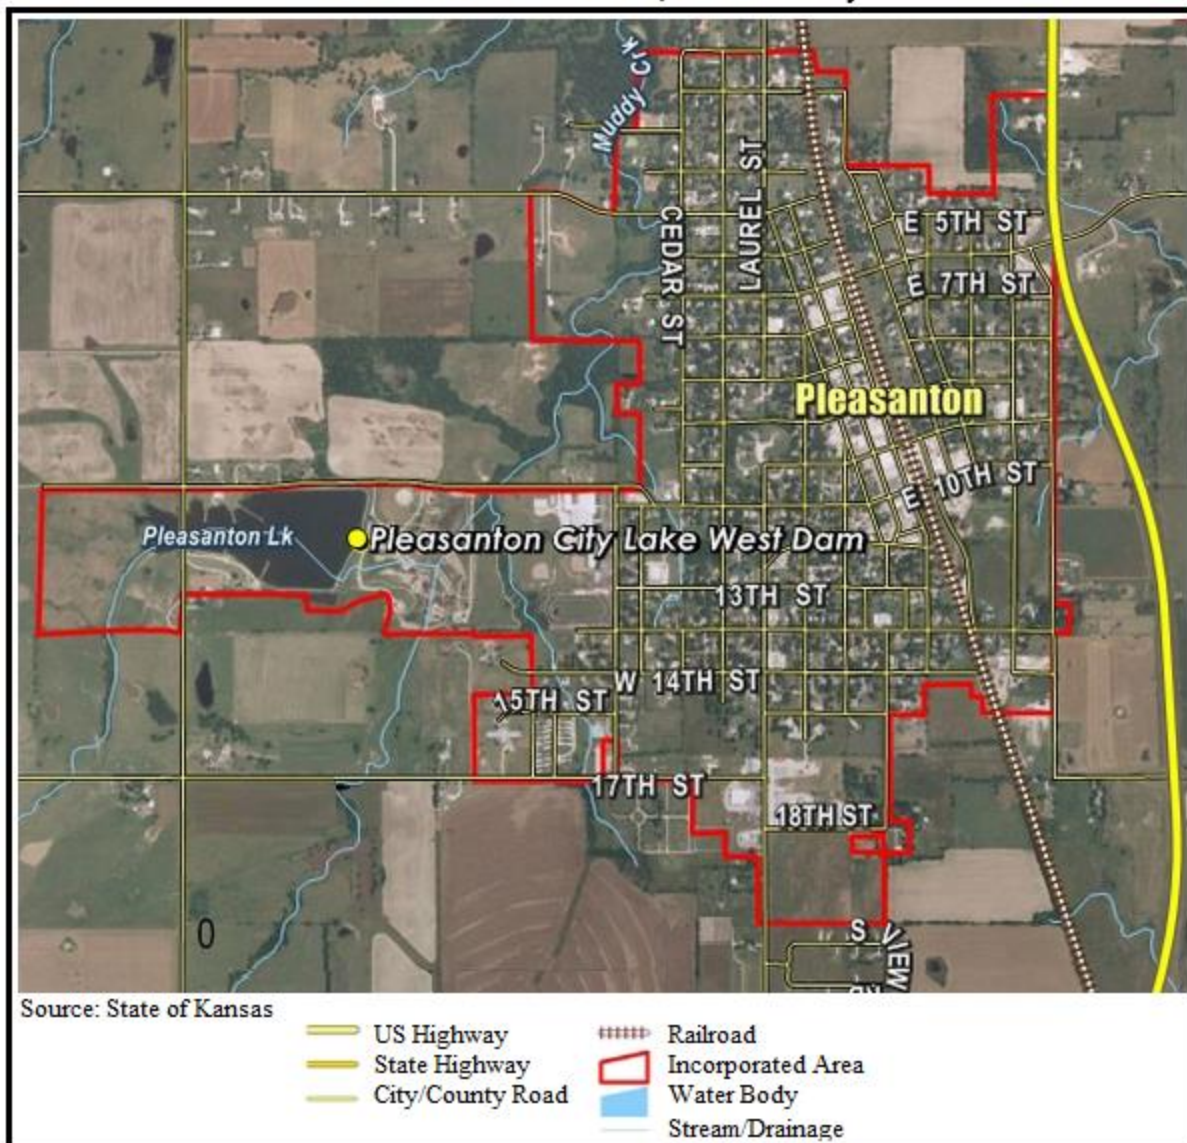 Muddy Crk
CEDAR ST
LAUREL ST
E 5TH ST
E 7TH ST
Pleasanton
E 10TH ST
Pleasanton Lk
Pleasanton City Lake West Dam
13TH ST
W 14TH ST
15TH ST
17TH ST
18TH ST
S VIEW
0
Source: State of Kansas
US Highway
State Highway
City/County Road
Railroad
Incorporated Area
Water Body
Stream/Drainage